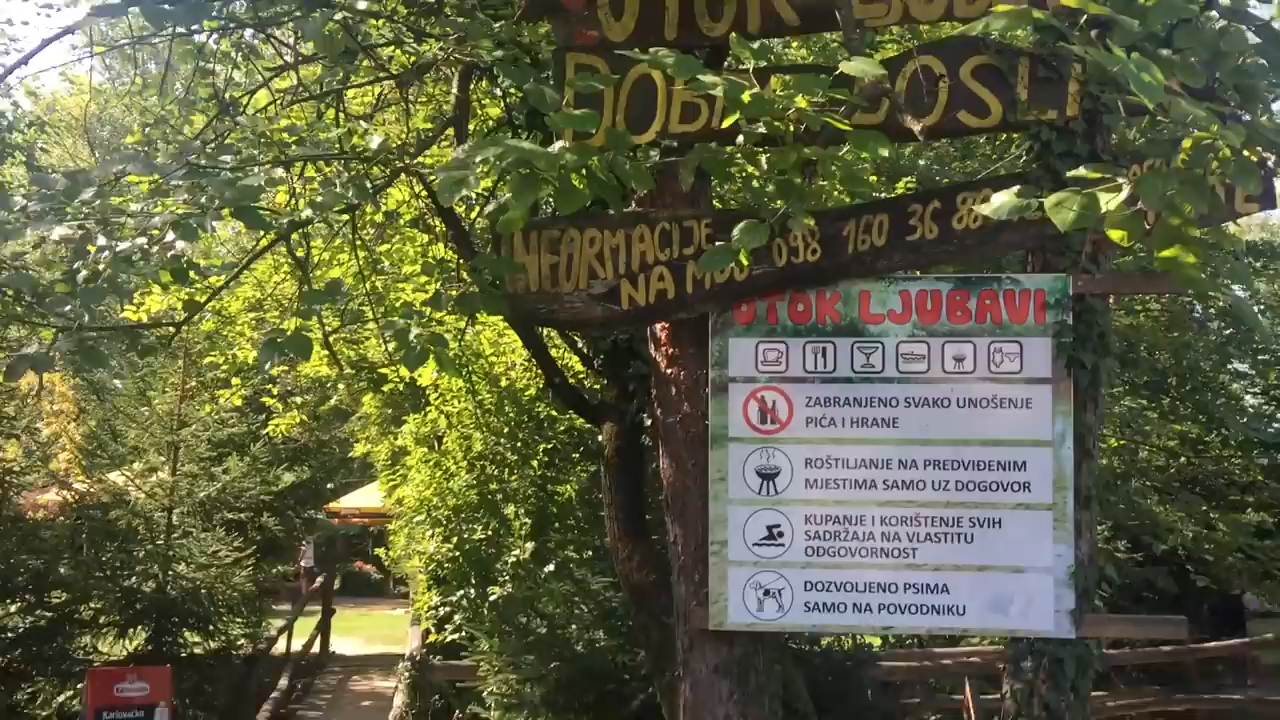 OTOK
DOBRO DOŠLI
INFORMACIJE
NA MOB 098 160 36 88
OTOK LJUBAVI
ZABRANJENO SVAKO UNOŠENJE
PIĆA I HRANE
ROŠTILJANJE NA PREDVIĐENIM
MJESTIMA SAMO UZ DOGOVOR
KUPANJE I KORIŠTENJE SVIH
SADRŽAJA NA VLASTITU
ODGOVORNOST
DOZVOLJENO PSIMA
SAMO NA POVODNIKU
Karlovačko